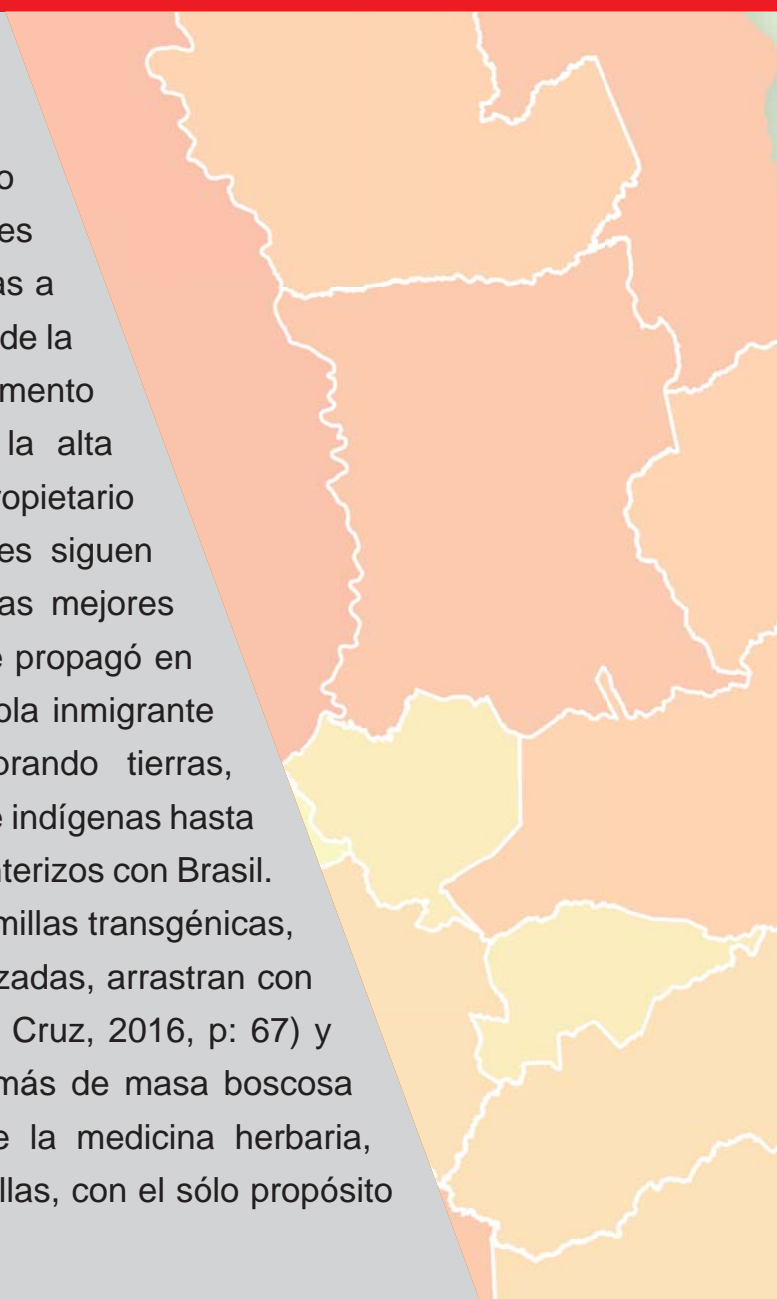 o
es
as a
de la
mento
la alta
ropietario
es siguen
as mejores
e propagó en
ola inmigrante
orando tierras,
e indígenas hasta
nterizos con Brasil.
millas transgénicas,
zadas, arrastran con
Cruz, 2016, p: 67) y
más de masa boscosa
e la medicina herbaria,
llas, con el sólo propósito